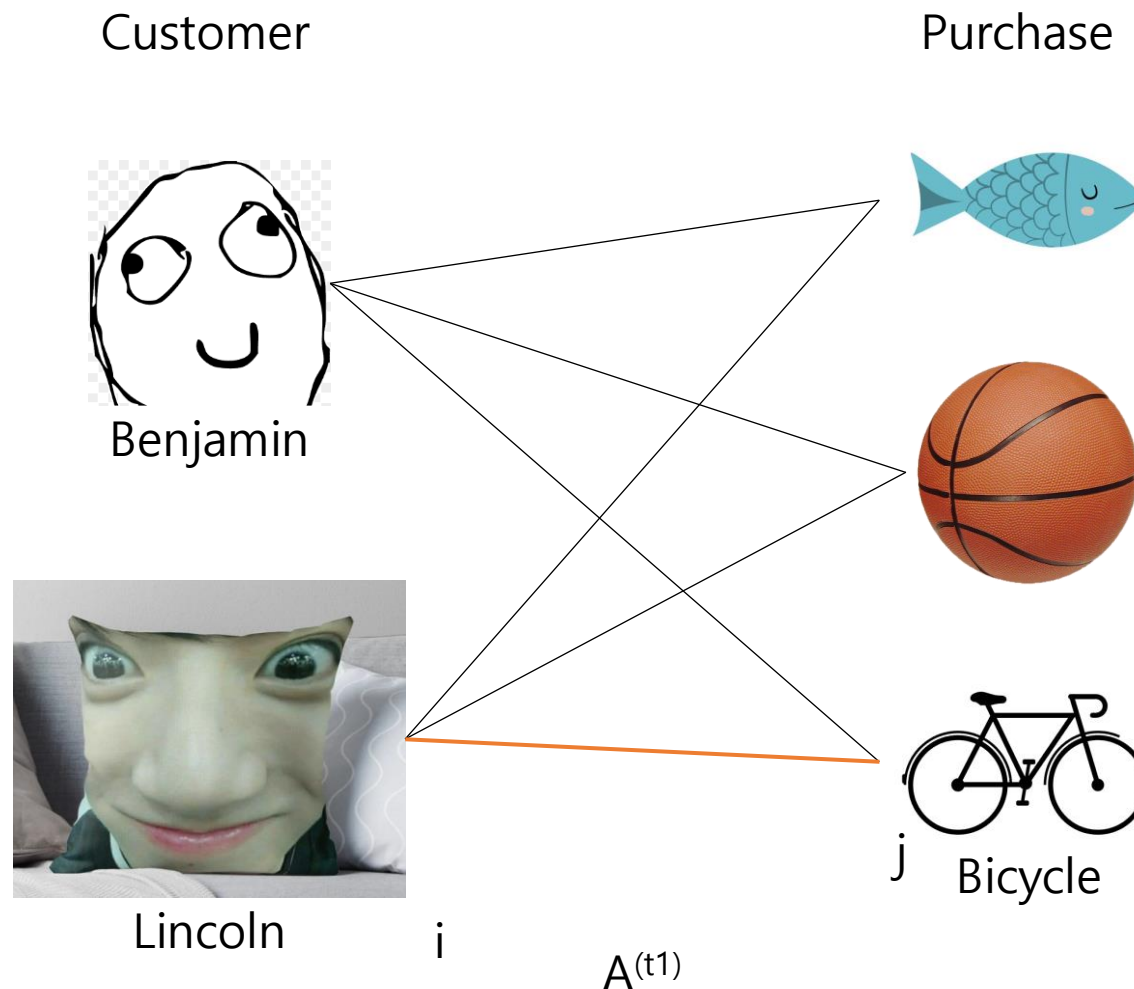 Customer
Purchase
Benjamin
j
Bicycle
Lincoln
i
A(t1)